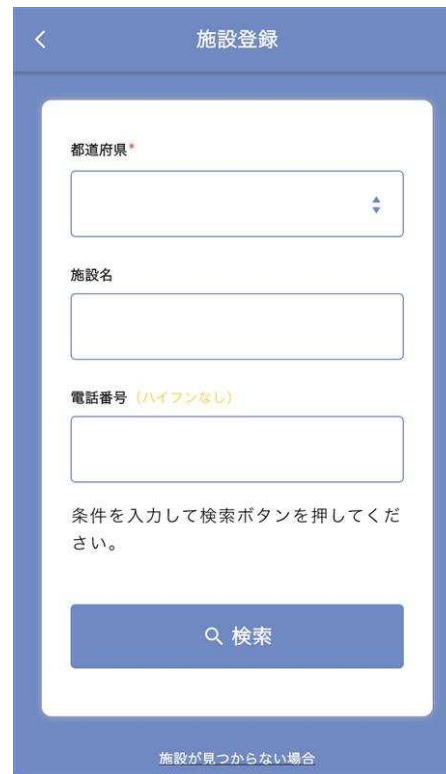 施設登録
都道府県*
施設名
電話番号（ハイフンなし）
条件を入力して検索ボタンを押してくだ
さい。
検索
施設が見つからない場合